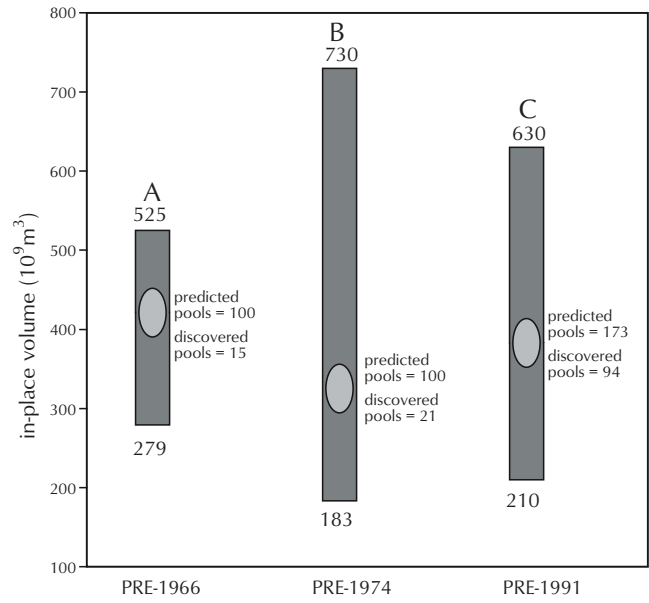 in-place volume (10⁹m³)
800
700
600
500
400
300
200
100
A
525
predicted
pools = 100
discovered
pools = 15
279
B
730
predicted
pools = 100
discovered
pools = 21
183
C
630
predicted
pools = 173
discovered
pools = 94
210
PRE-1966
PRE-1974
PRE-1991